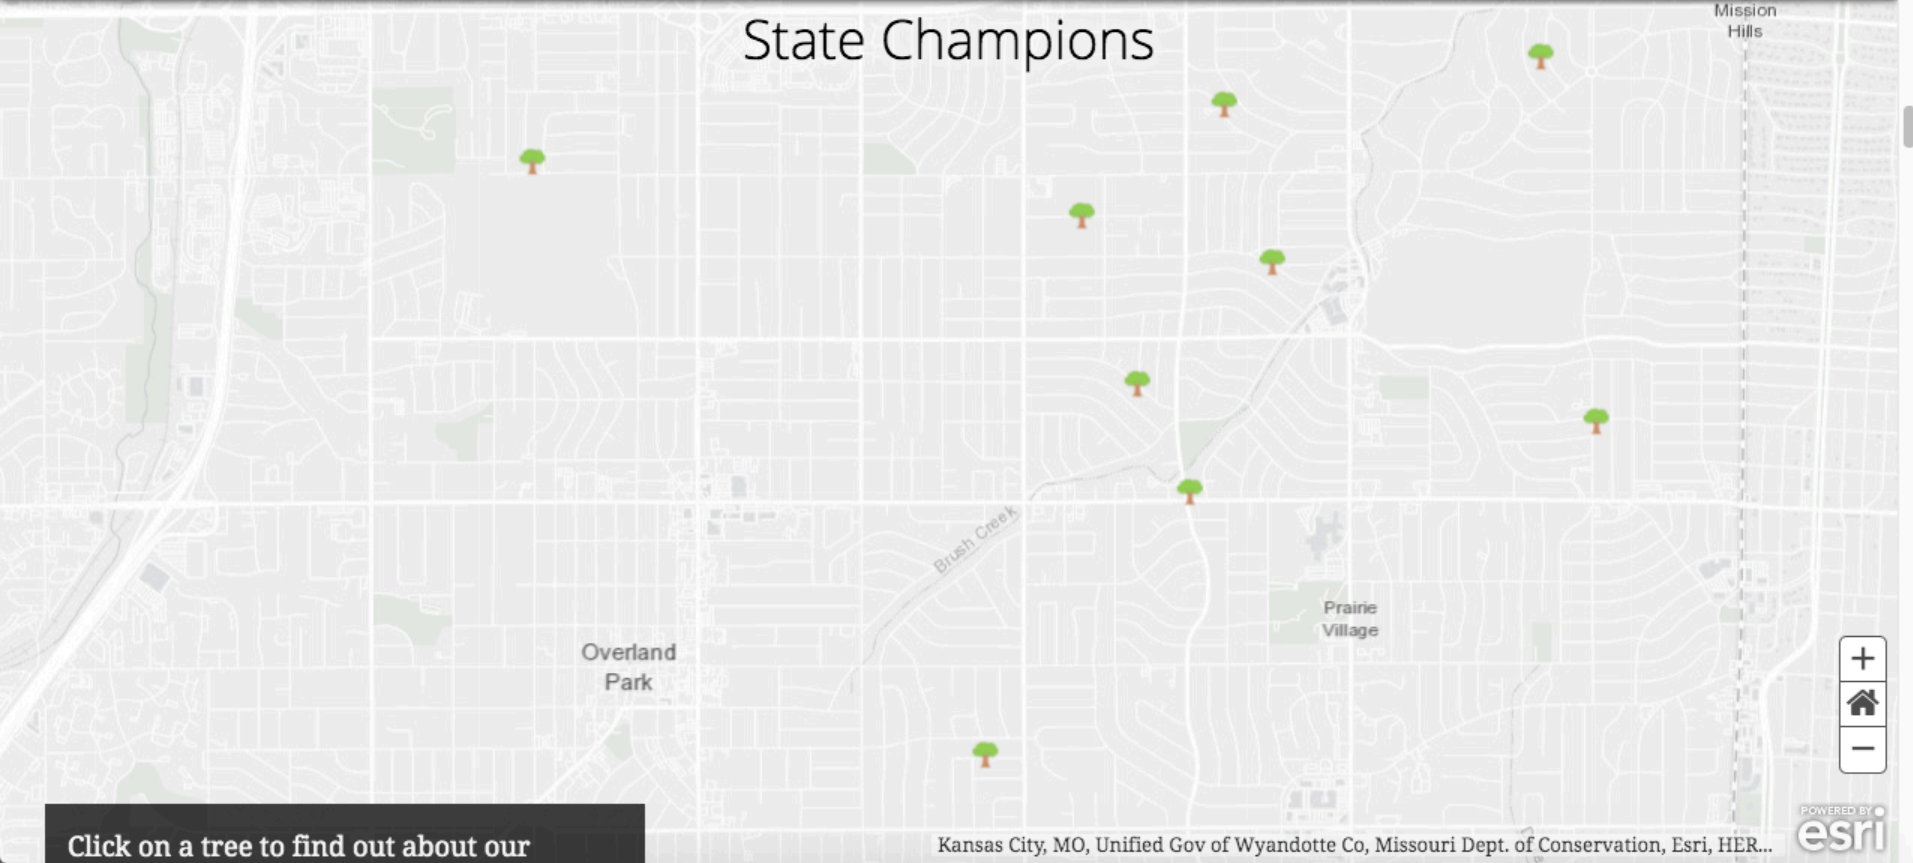 State Champions
Mission
Hills
Brush Creek
Prairie
Village
Overland
Park
+
−
Click on a tree to find out about our
Kansas City, MO, Unified Gov of Wyandotte Co, Missouri Dept. of Conservation, Esri, HER...
POWERED BY
esri